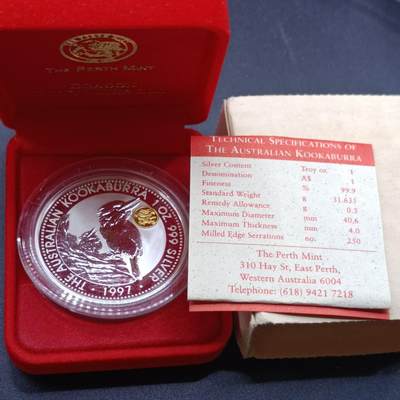 The Perth Mint
THE AUSTRALIAN KOOKABURRA 1 OZ 999 SILVER
1997
Technical Specifications of
The Australian Kookaburra
Silver Content Troy oz. 1
Denomination A$ 1
Fineness % 99.9
Standard Weight g 31.635
Remedy Allowance g 0.5
Maximum Diameter mm 40.6
Maximum Thickness mm 4.0
Milled Edge Serrations no. 250
The Perth Mint
310 Hay St, East Perth,
Western Australia 6004
Telephone: (618) 9421 7218